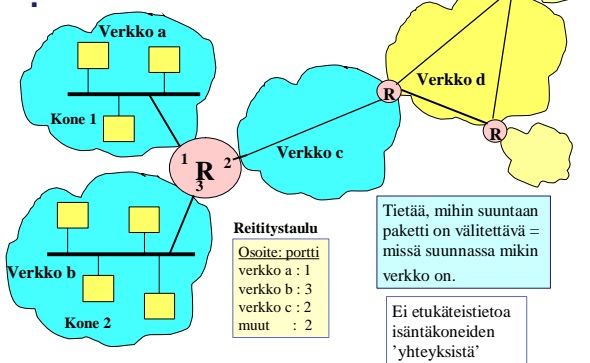 Verkko a
Kone 1
Verkko d
R
R
Verkko c
1 R 2
3
Verkko b
Kone 2
Reititystaulu
Osoite: portti
verkko a : 1
verkko b : 3
verkko c : 2
muut : 2
Tietää, mihin suuntaan
paketti on välitettävä =
missä suunnassa mikin
verkko on.
Ei etukäteistietoa
isäntäkoneiden
’yhteyksistä’